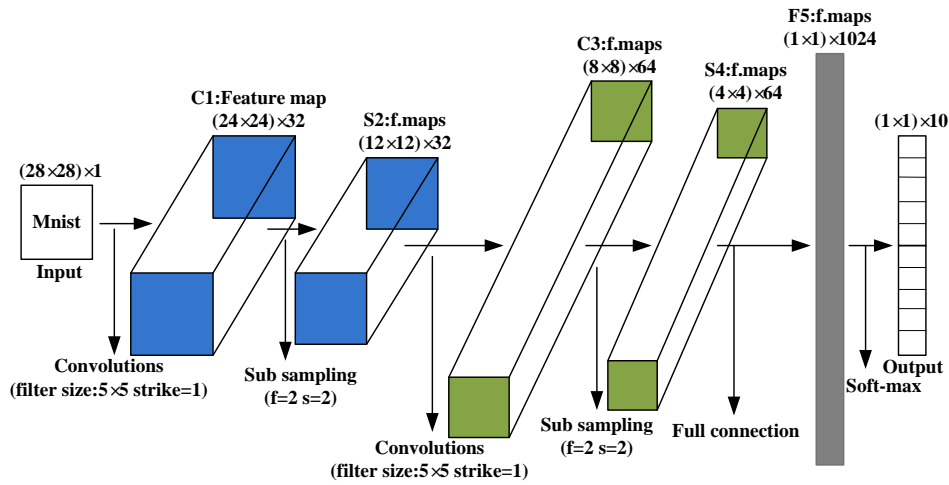 F5:f.maps
(1×1)×1024
C3:f.maps
(8×8)×64
S4:f.maps
(4×4)×64
C1:Feature map
(24×24)×32
S2:f.maps
(12×12)×32
(1×1)×10
(28×28)×1
Mnist
Input
Convolutions
(filter size:5×5 strike=1)
Sub sampling
(f=2 s=2)
Convolutions
(filter size:5×5 strike=1)
Sub sampling
(f=2 s=2)
Full connection
Output
Soft-max